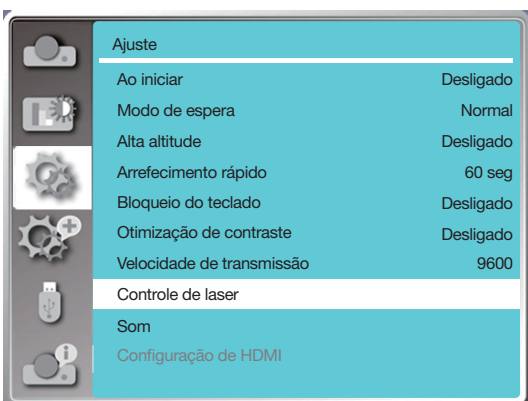 Ajuste
Ao iniciar Desligado
Modo de espera Normal
Alta altitude Desligado
Arrefecimento rápido 60 seg
Bloqueio do teclado Desligado
Otimização de contraste Desligado
Velocidade de transmissão 9600
Controle de laser
Som
Configuração de HDMI